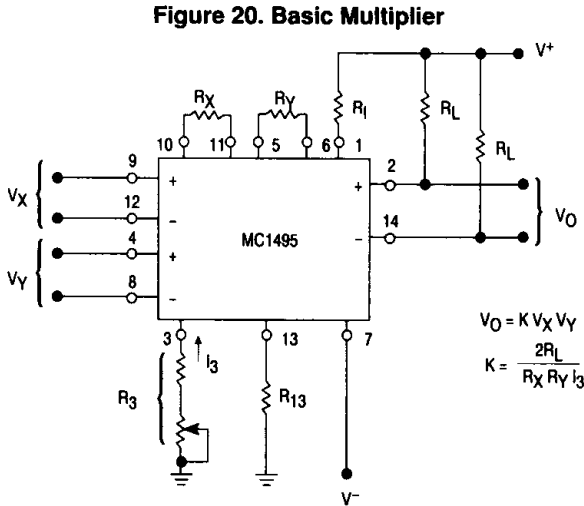 Figure 20. Basic Multiplier
V+
RX
RY
RI
RL
RL
10
11
5
6
1
9
+
2
+
VX
12
−
14
−
MC1495
VO
4
+
VY
8
−
3
I3
13
7
VO = K VX VY
K = 2RL
RX RY I3
R3
R13
V−